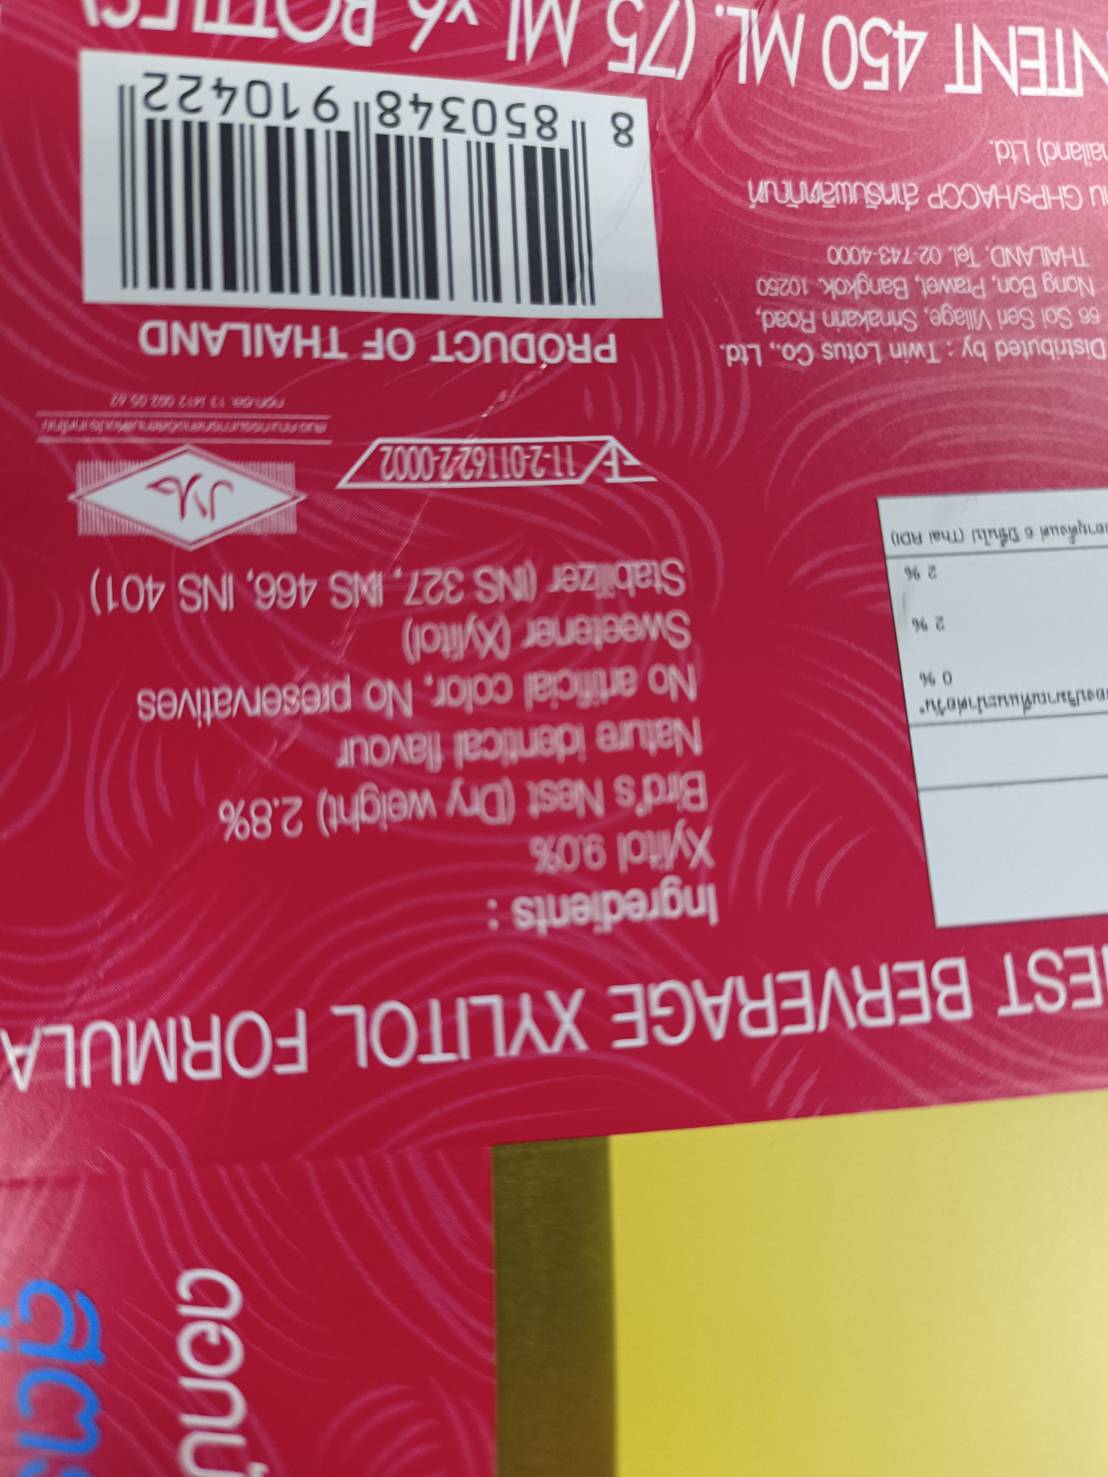 EST BERVERAGE XYLITOL FORMULA
Ingredients :
Xylitol 9.0%
Bird's Nest (Dry weight) 2.8%
Nature identical flavour
No artificial color, No preservatives
Sweetener (Xylitol)
Stabilizer (INS 327, INS 466, INS 401)
0 %
2 %
2 %
(Thai RDI)
11-2-01162-2-0002
PRODUCT OF THAILAND
8 850348 910422
Distributed by : Twin Lotus Co., Ltd.
66 Soi Seri Village, Srinakarin Road,
Nong Bon, Prawet, Bangkok 10250
THAILAND. Tel. 02-743-4000
GHPs/HACCP สำหรับผลิตภัณฑ์
ailand) Ltd.
TENT 450 ML. (75 ML x6 BOTTLES)